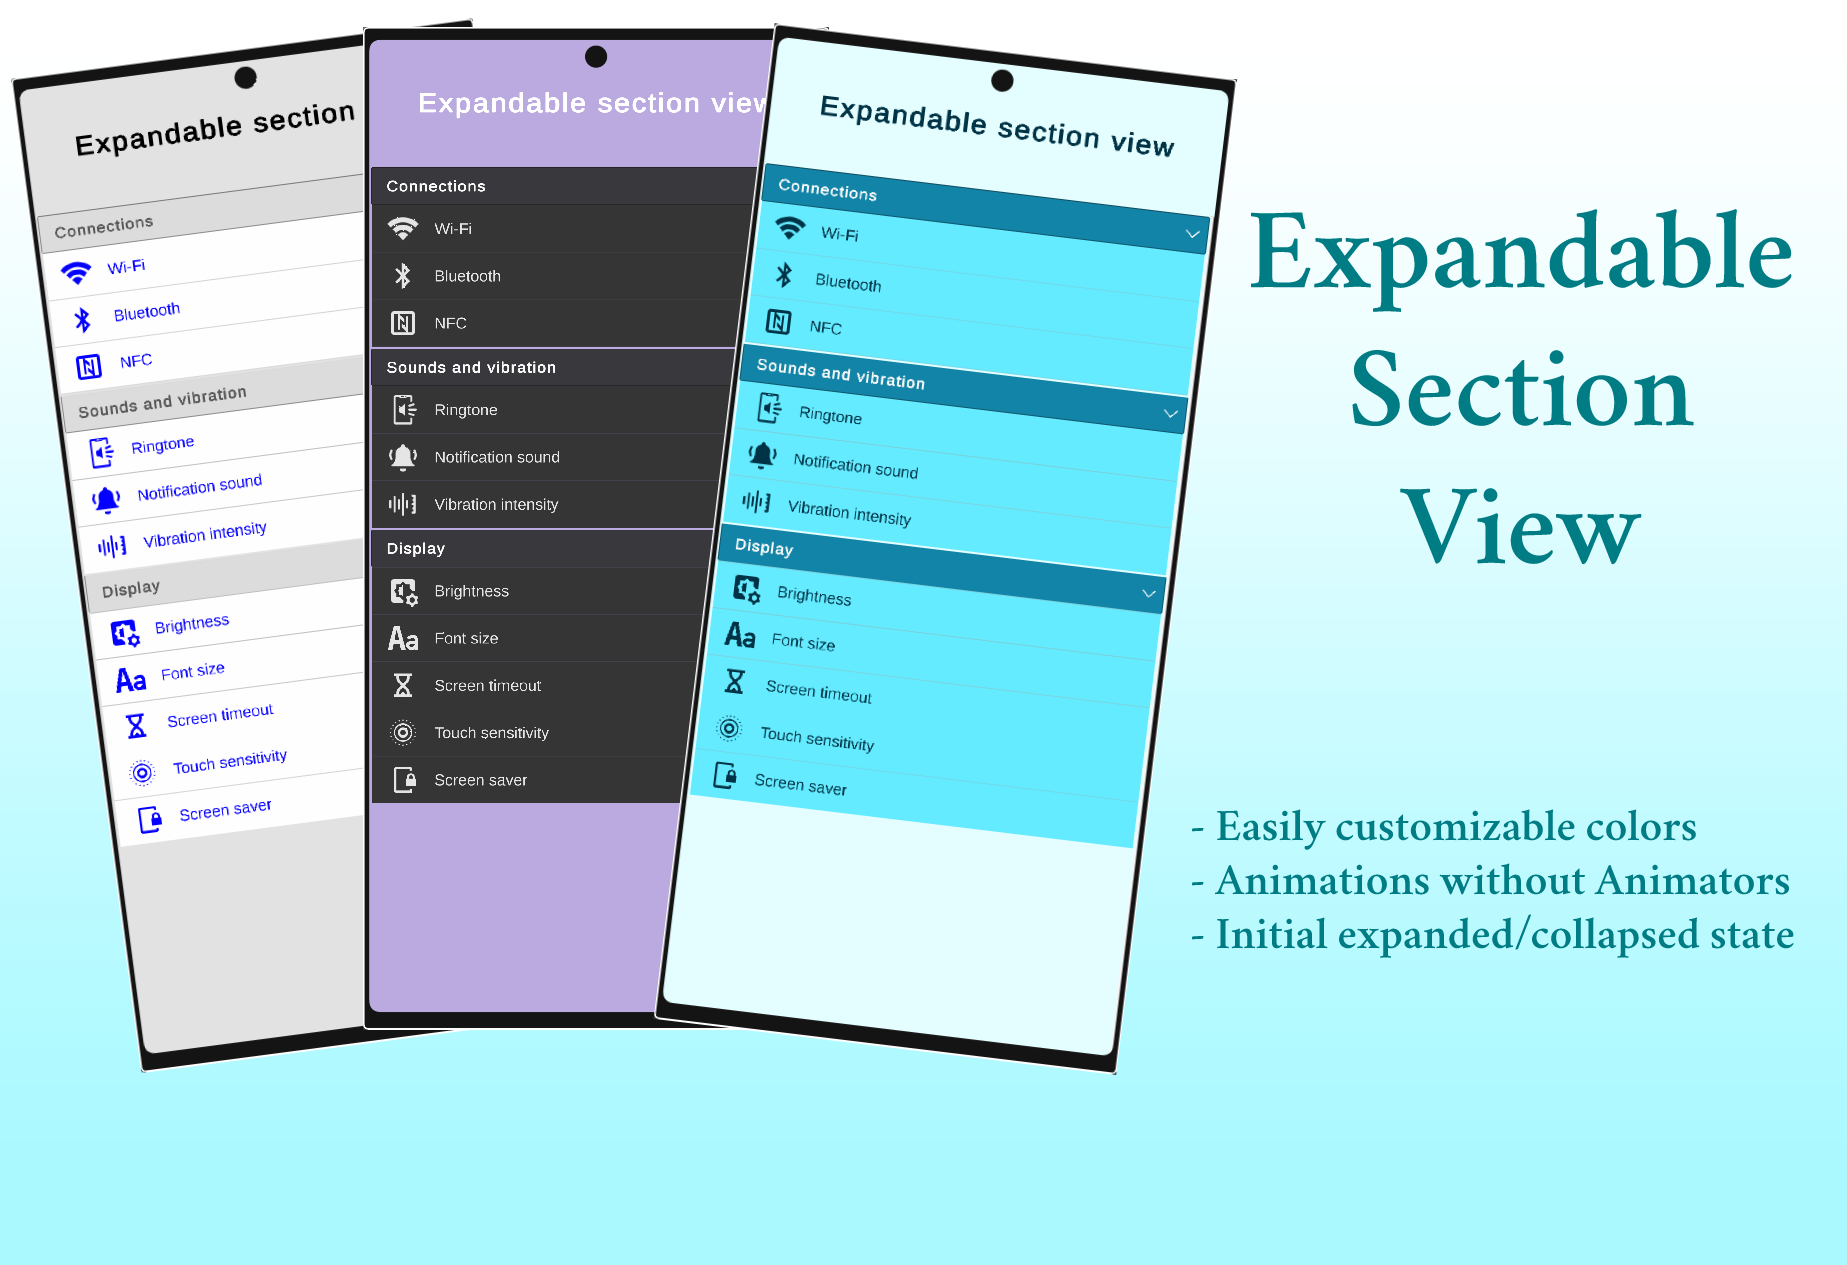 Expandable section
Connections
Wi-Fi
Bluetooth
NFC
Sounds and vibration
Ringtone
Notification sound
Vibration intensity
Display
Brightness
Aa Font size
Screen timeout
Touch sensitivity
Screen saver
Expandable section view
Connections
Wi-Fi
Bluetooth
NFC
Sounds and vibration
Ringtone
Notification sound
Vibration intensity
Display
Brightness
Aa Font size
Screen timeout
Touch sensitivity
Screen saver
Expandable section view
Connections
Wi-Fi
Bluetooth
NFC
Sounds and vibration
Ringtone
Notification sound
Vibration intensity
Display
Brightness
Aa Font size
Screen timeout
Touch sensitivity
Screen saver
Expandable
Section
View
- Easily customizable colors
- Animations without Animators
- Initial expanded/collapsed state